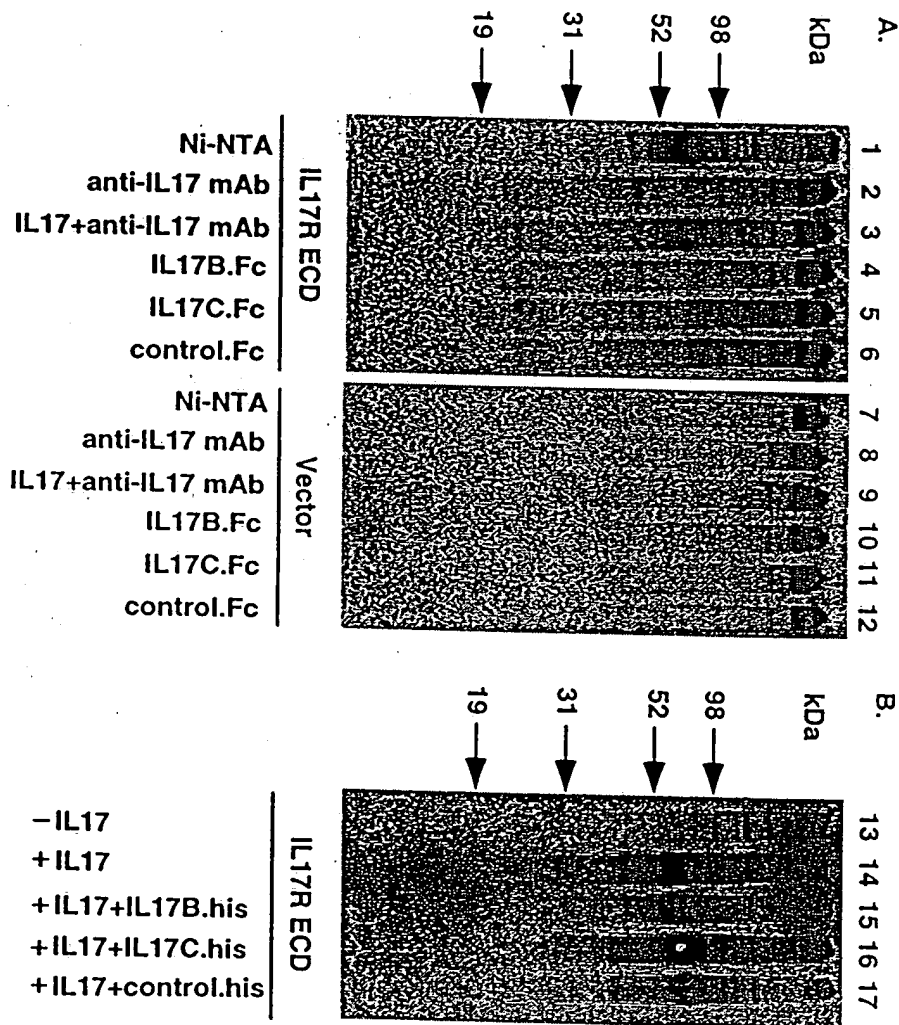 A.
kDa
98
52
31
19
1 2 3 4 5 6
7 8 9 10 11 12
Ni-NTA
anti-IL17 mAb
IL17+anti-IL17 mAb
IL17B.Fc
IL17C.Fc
control.Fc
IL17R ECD
Ni-NTA
anti-IL17 mAb
IL17+anti-IL17 mAb
IL17B.Fc
IL17C.Fc
control.Fc
Vector
B.
kDa
98
52
31
19
13 14 15 16 17
–IL17
+IL17
+IL17+IL17B.his
+IL17+IL17C.his
+IL17+control.his
IL17R ECD